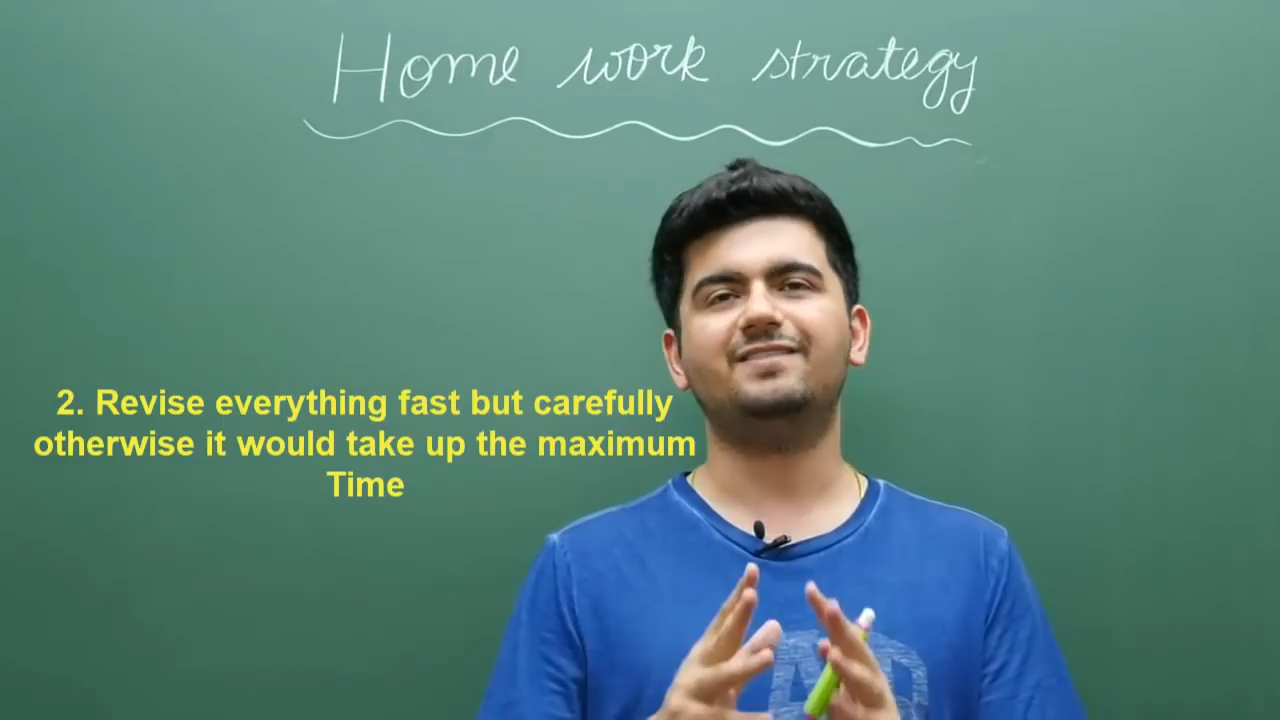 Home work strategy
2. Revise everything fast but carefully
otherwise it would take up the maximum
Time